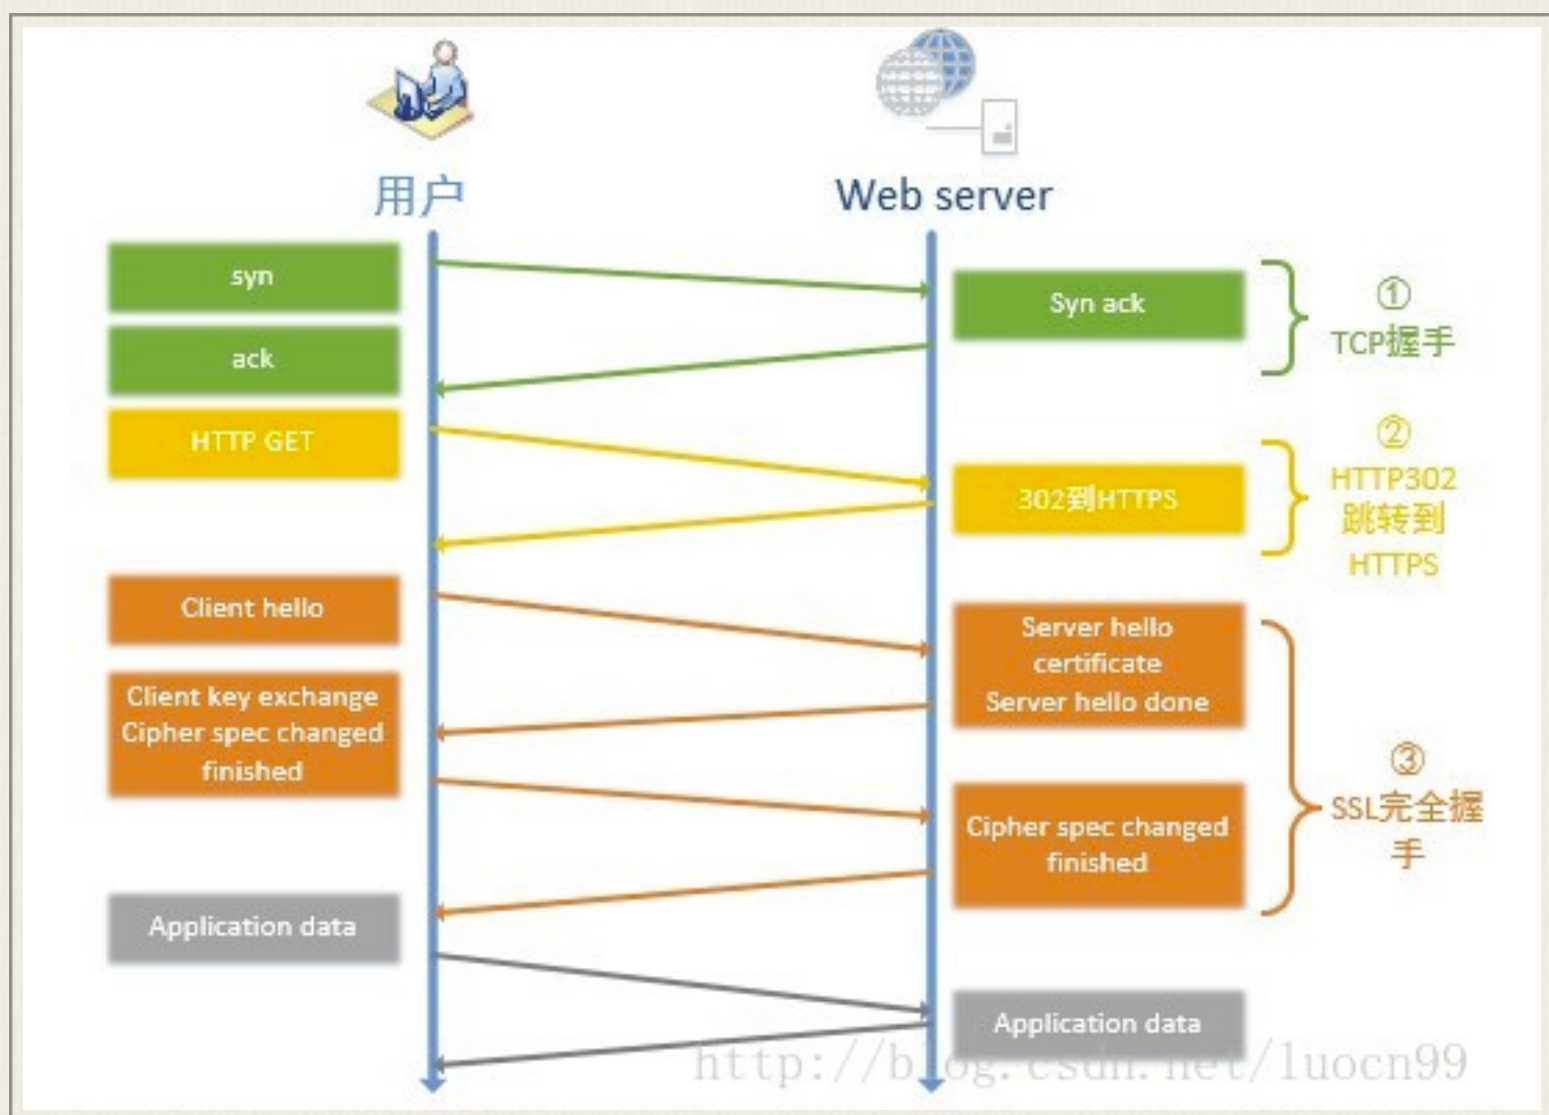 用户
Web server
syn
Syn ack
①
TCP握手
ack
HTTP GET
302到HTTPS
②
HTTP302
跳转到
HTTPS
Client hello
Server hello
certificate
Server hello done
Client key exchange
Cipher spec changed
finished
Cipher spec changed
finished
③
SSL完全握
手
Application data
Application data
http://blog.csdn.net/luocn99